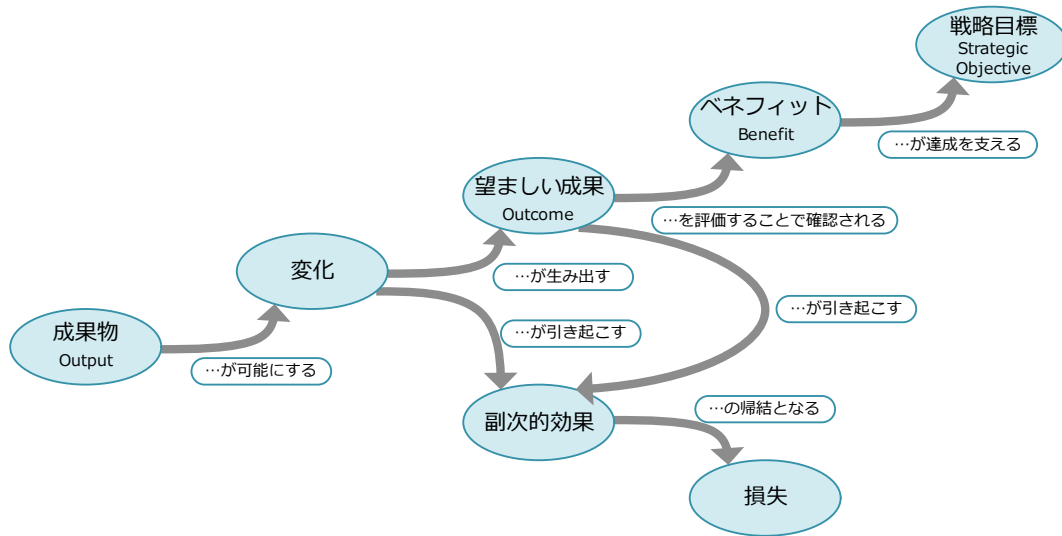 戦略目標
Strategic
Objective
ベネフィット
Benefit
…が達成を支える
望ましい成果
Outcome
…を評価することで確認される
変化
…が生み出す
…が引き起こす
…が引き起こす
成果物
Output
…が可能にする
…の帰結となる
副次的効果
損失